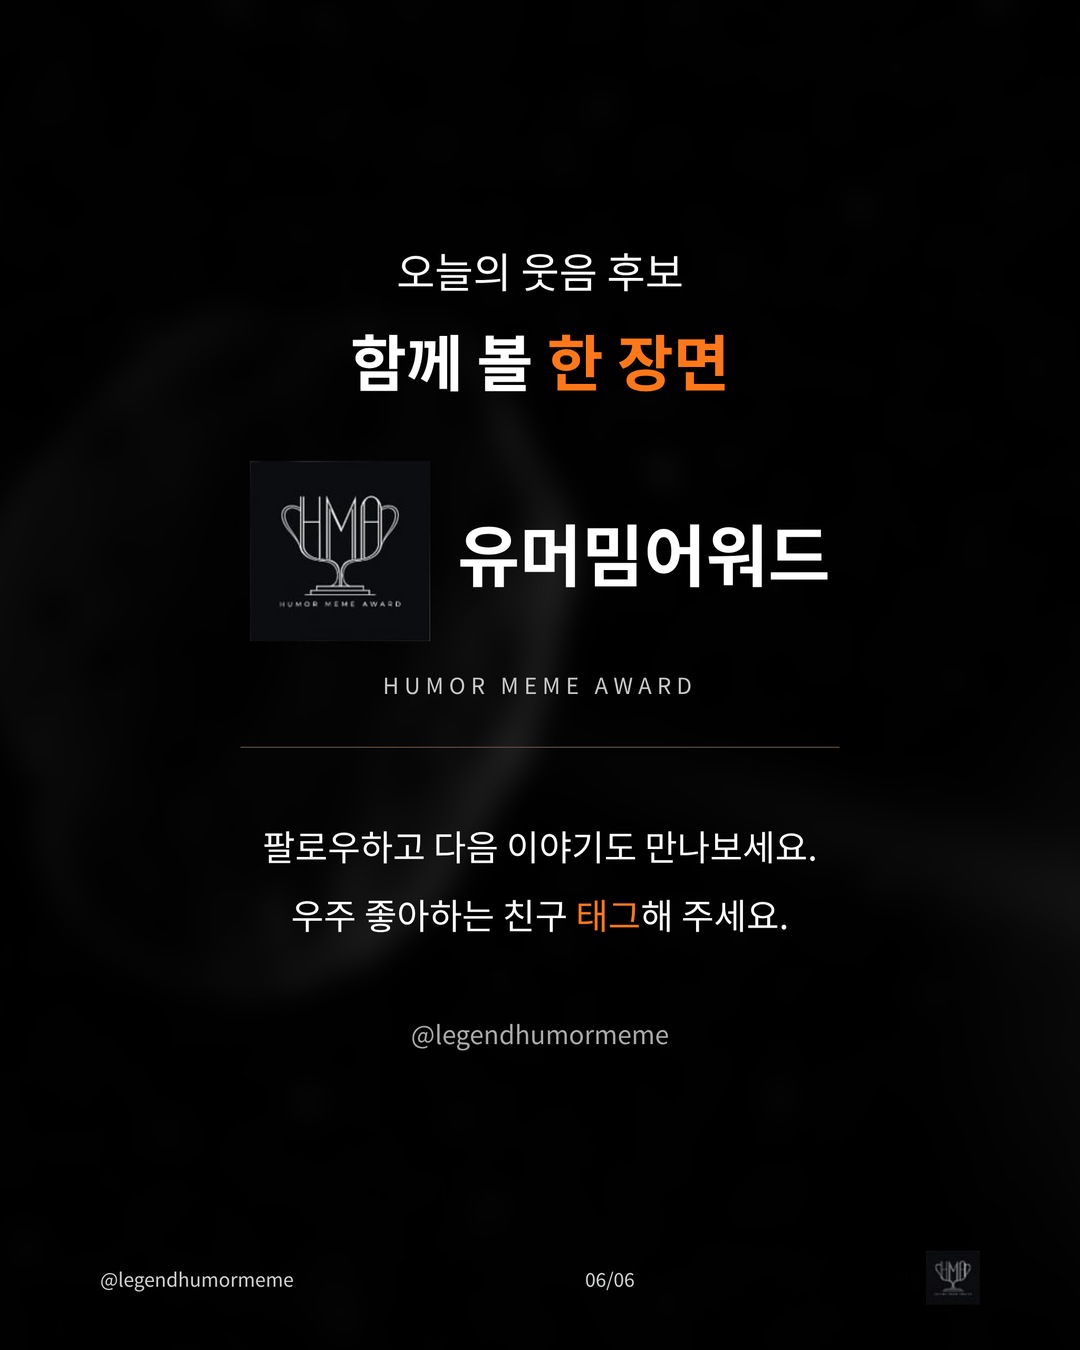 오늘의 웃음 후보
함께 볼 한 장면
HMA
HUMOR MEME AWARD
유머밈어워드
HUMOR MEME AWARD
팔로우하고 다음 이야기도 만나보세요.
우주 좋아하는 친구 태그해 주세요.
@legendhumormeme
@legendhumormeme
06/06
HMA